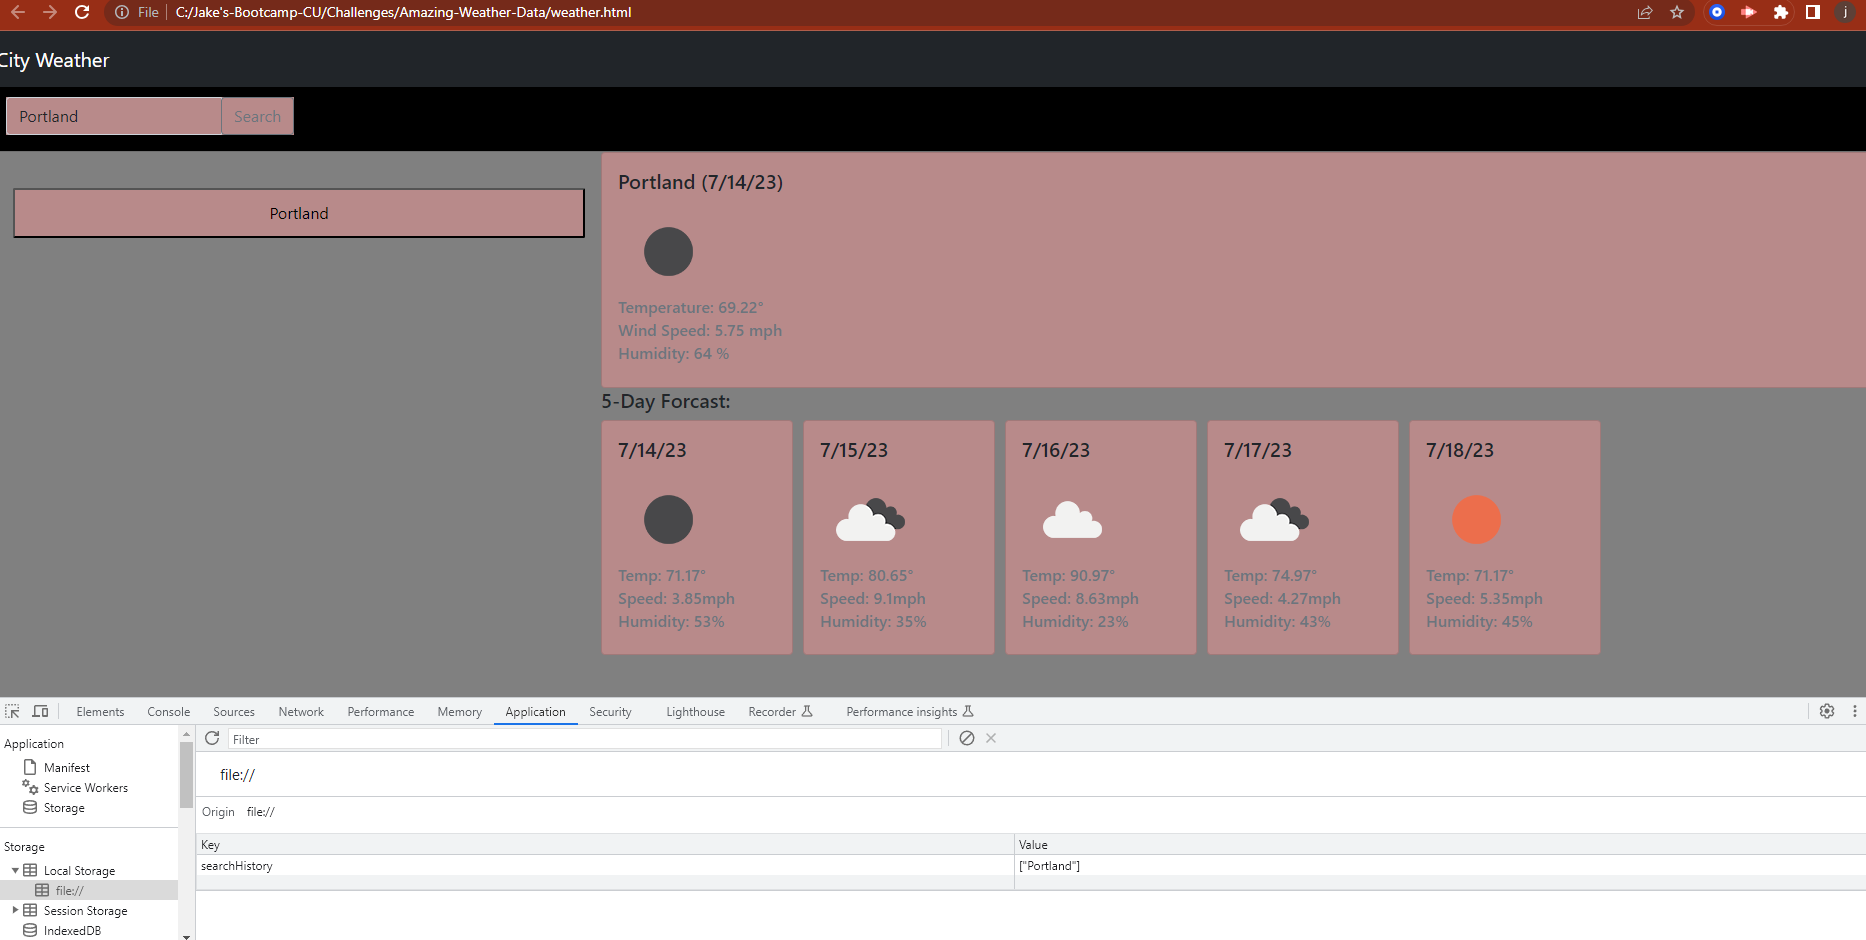 File C:/Jake's-Bootcamp-CU/Challenges/Amazing-Weather-Data/weather.html j
City Weather
Portland Search
Portland
Portland (7/14/23)
Temperature: 69.22°
Wind Speed: 5.75 mph
Humidity: 64 %
5-Day Forcast:
7/14/23
Temp: 71.17°
Speed: 3.85mph
Humidity: 53%
7/15/23
Temp: 80.65°
Speed: 9.1mph
Humidity: 35%
7/16/23
Temp: 90.97°
Speed: 8.63mph
Humidity: 23%
7/17/23
Temp: 74.97°
Speed: 4.27mph
Humidity: 43%
7/18/23
Temp: 71.17°
Speed: 5.35mph
Humidity: 45%
Elements Console Sources Network Performance Memory Application Security Lighthouse Recorder Performance insights
Application
Manifest
Service Workers
Storage
Storage
Local Storage
file://
Session Storage
IndexedDB
Filter
file://
Origin file://
Key Value
searchHistory ["Portland"]